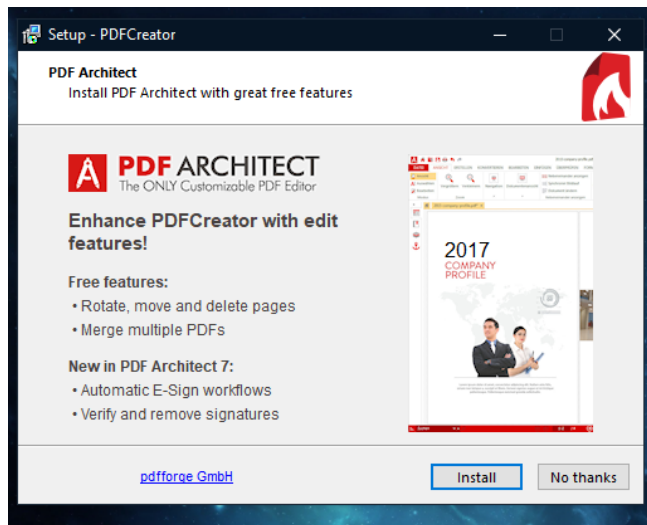 Setup - PDFCreator
PDF Architect
Install PDF Architect with great free features
PDF ARCHITECT
The ONLY Customizable PDF Editor
Enhance PDFCreator with edit
features!
Free features:
• Rotate, move and delete pages
• Merge multiple PDFs
New in PDF Architect 7:
• Automatic E-Sign workflows
• Verify and remove signatures
2017
COMPANY
PROFILE
pdfforge GmbH
Install
No thanks